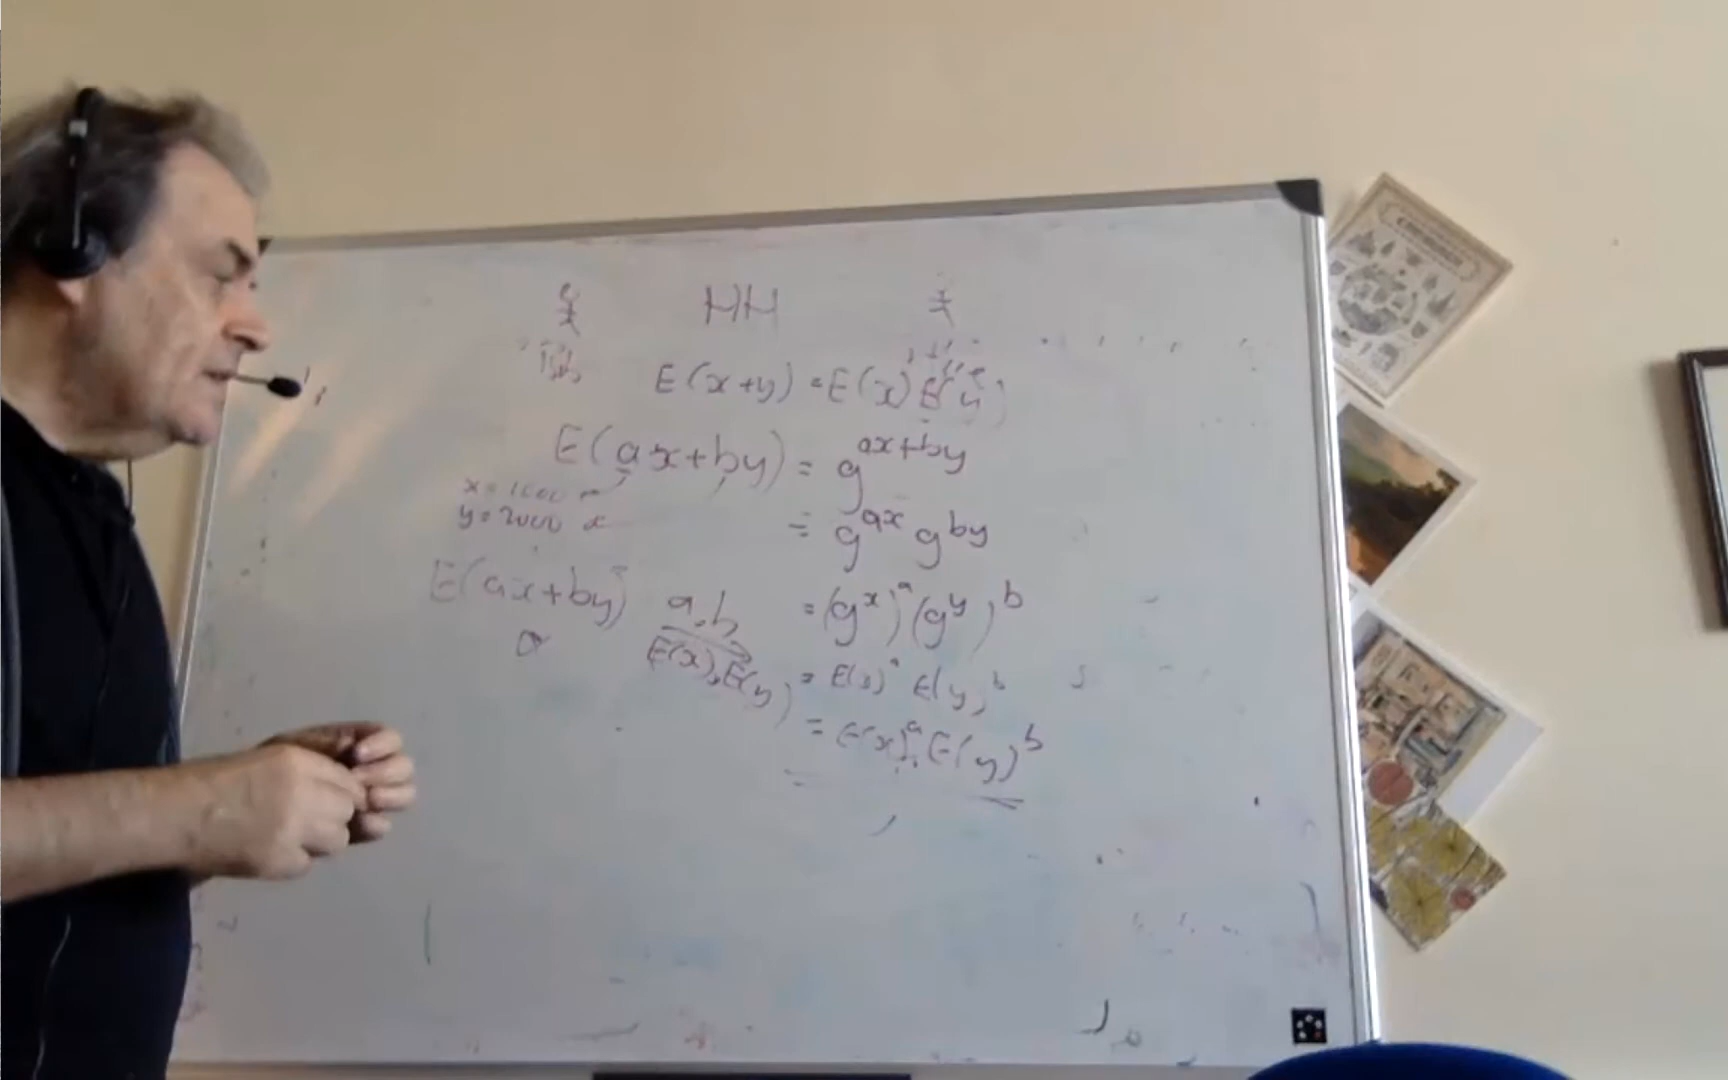 HH
E(x+y) = E(x) E(y)
E(ax+by) = g^{ax+by}
x = 1000
y = 2000
= g^{ax} g^{by}
E(ax+by)
a, b
E(x), E(y)
= (g^x)^a (g^y)^b
= E(x)^a E(y)^b
= E(x)^a E(y)^b